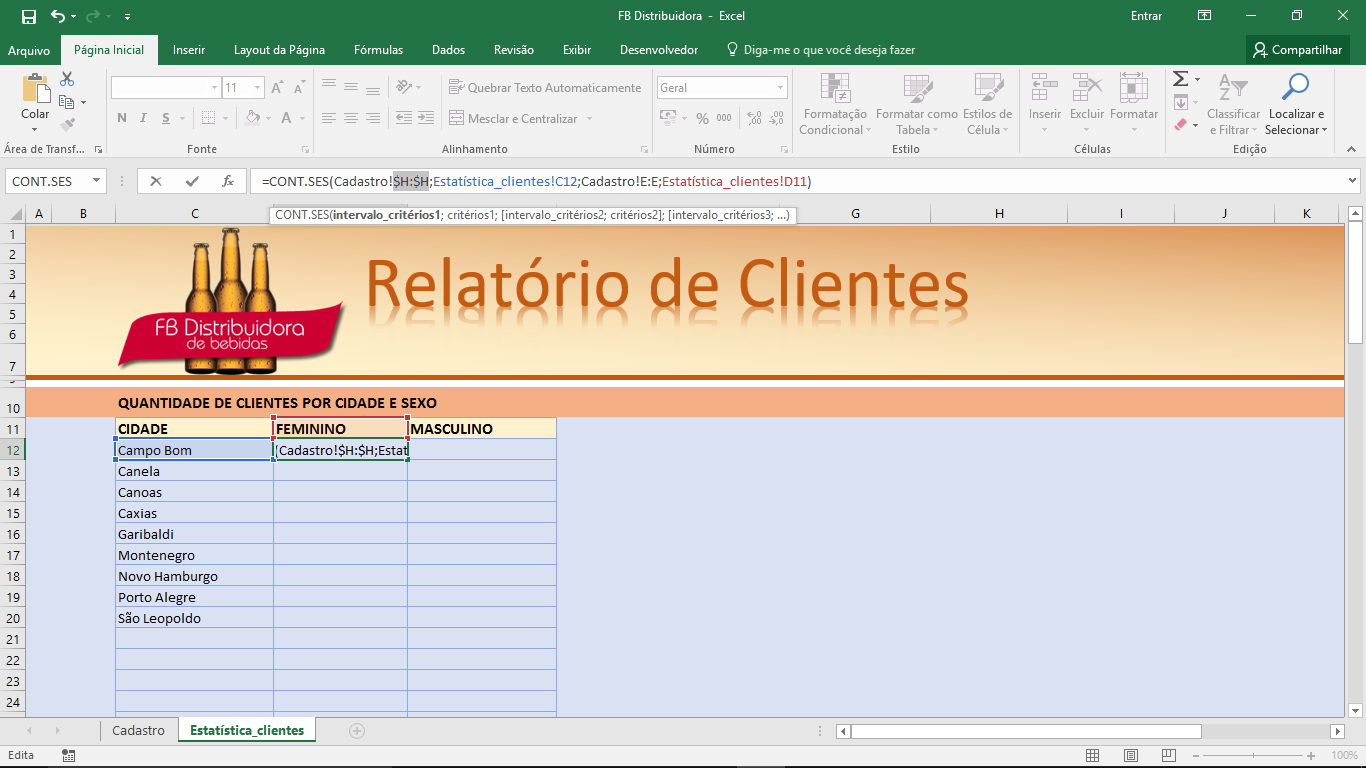 FB Distribuidora - Excel
Entrar
Arquivo Página Inicial Inserir Layout da Página Fórmulas Dados Revisão Exibir Desenvolvedor Diga-me o que você deseja fazer Compartilhar
Colar
11
N I S A
Quebrar Texto Automaticamente
Mesclar e Centralizar
Geral
% 000
Formatação Condicional
Formatar como Tabela
Estilos de Célula
Inserir Excluir Formatar
Classificar e Filtrar
Localizar e Selecionar
Área de Transf... Fonte Alinhamento Número Estilo Células Edição
CONT.SES fx =CONT.SES(Cadastro!$H:$H;Estatística_clientes!C12;Cadastro!E:E;Estatística_clientes!D11)
CONT.SES(intervalo_critérios1; critérios1; [intervalo_critérios2; critérios2]; [intervalo_critérios3; ...)
A B C G H I J K
1
2
3
4
5
6
7
Relatório de Clientes
FB Distribuidora
de bebidas
10 QUANTIDADE DE CLIENTES POR CIDADE E SEXO
11 CIDADE FEMININO MASCULINO
12 Campo Bom (Cadastro!$H:$H;Estat
13 Canela
14 Canoas
15 Caxias
16 Garibaldi
17 Montenegro
18 Novo Hamburgo
19 Porto Alegre
20 São Leopoldo
21
22
23
24
Cadastro Estatística_clientes
Edita
100%